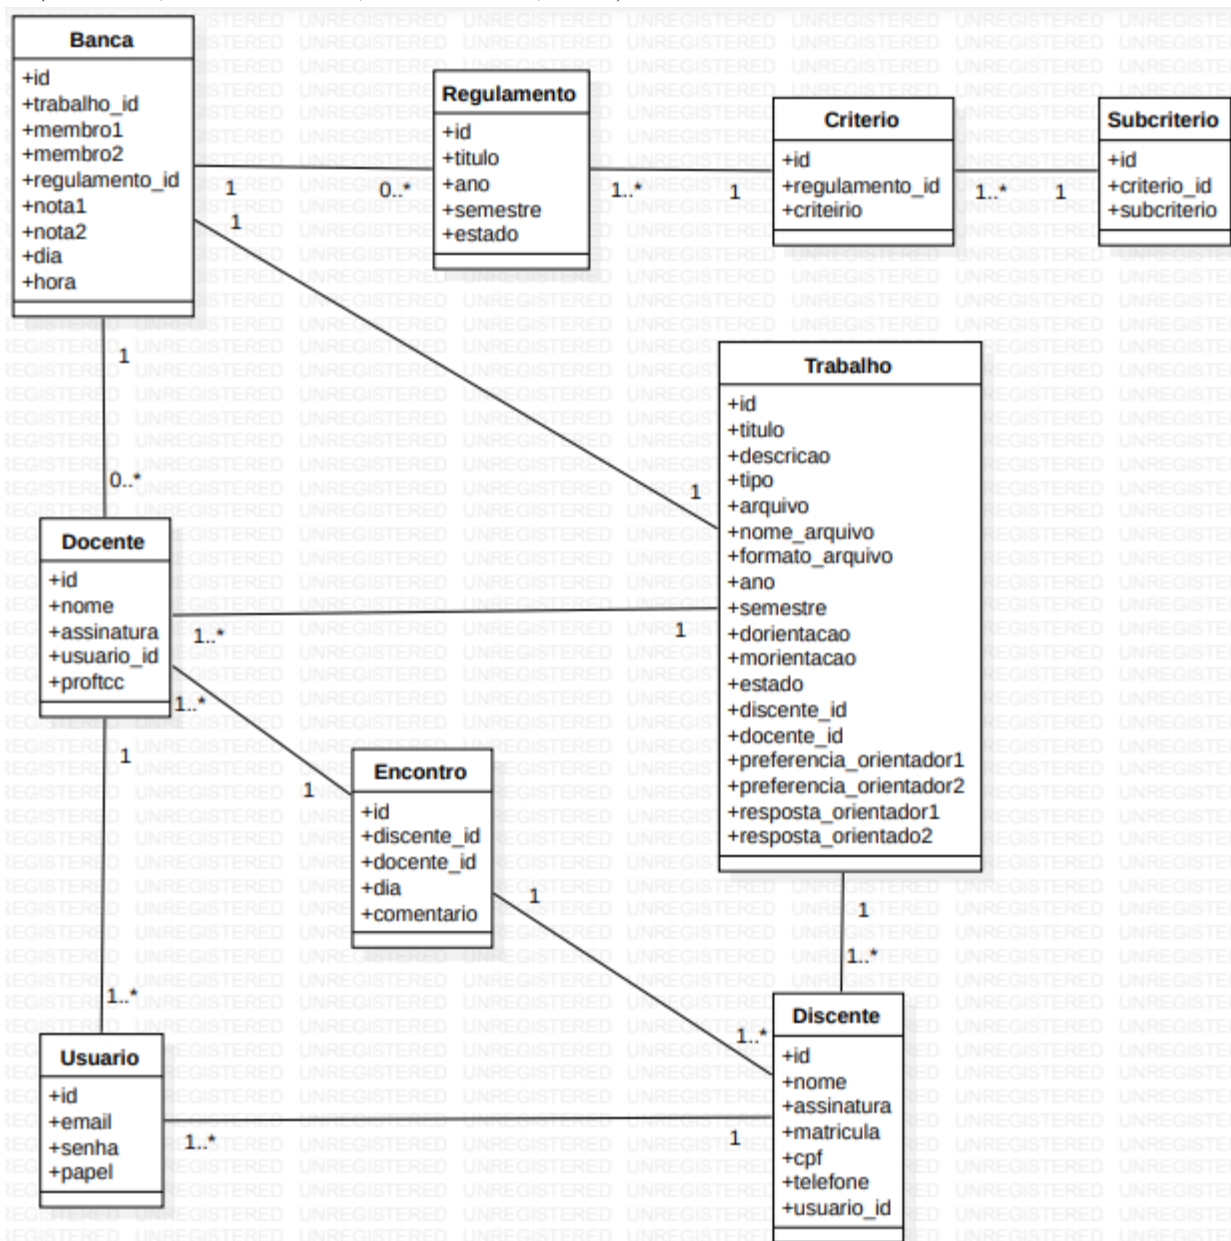 Banca
+id
+trabalho_id
+membro1
+membro2
+regulamento_id
+nota1
+nota2
+dia
+hora
1
0..*
Regulamento
+id
+titulo
+ano
+semestre
+estado
1..*
1
Criterio
+id
+regulamento_id
+criteirio
1..*
1
Subcriterio
+id
+criterio_id
+subcriterio
1
1
1
0..*
Trabalho
+id
+titulo
+descricao
+tipo
+arquivo
+nome_arquivo
+formato_arquivo
+ano
+semestre
+dorientacao
+morientacao
+estado
+discente_id
+docente_id
+preferencia_orientador1
+preferencia_orientador2
+resposta_orientador1
+resposta_orientado2
Docente
+id
+nome
+assinatura
+usuario_id
+proftcc
1..*
1
1..*
1
1
1..*
Encontro
+id
+discente_id
+docente_id
+dia
+comentario
1
1..*
1
1..*
Usuario
+id
+email
+senha
+papel
1..*
1
Discente
+id
+nome
+assinatura
+matricula
+cpf
+telefone
+usuario_id
UNREGISTERED